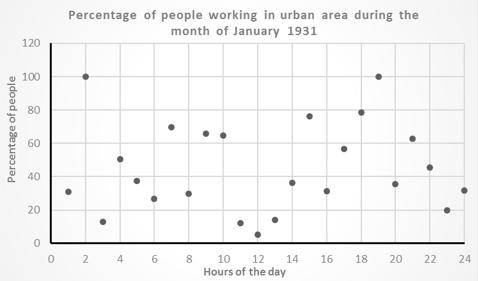 Percentage of people working in urban area during the
month of January 1931
Percentage of people
120
100
80
60
40
20
0
0 2 4 6 8 10 12 14 16 18 20 22 24
Hours of the day